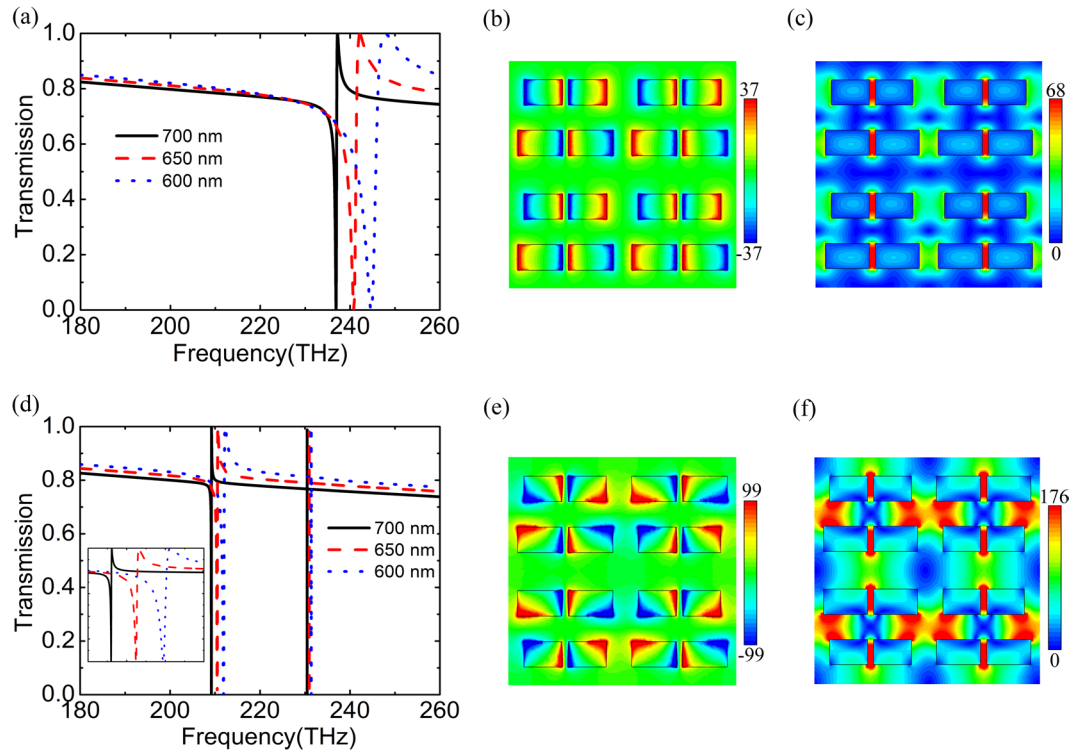 (a)
1.0
0.8
0.6
0.4
0.2
0.0
Transmission
700 nm
650 nm
600 nm
180
200
220
240
260
Frequency(THz)
(b)
37
-37
(c)
68
0
(d)
1.0
0.8
0.6
0.4
0.2
0.0
Transmission
700 nm
650 nm
600 nm
180
200
220
240
260
Frequency(THz)
(e)
99
-99
(f)
176
0